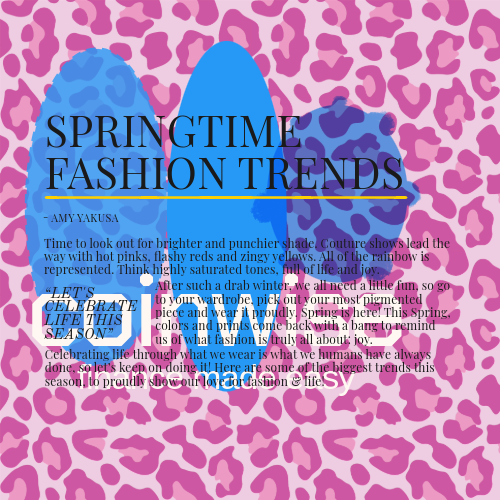 SPRINGTIME
FASHION TRENDS
- AMY YAKUSA
Time to look out for brighter and punchier shade. Couture shows lead the
way with hot pinks, flashy reds and zingy yellows. All of the rainbow is
represented. Think highly saturated tones, full of life and joy.
“LET'S
CELEBRATE
LIFE THIS
SEASON”
After such a drab winter, we all need a little fun, so go
to your wardrobe, pick out your most pigmented
piece and wear it proudly. Spring is here! This Spring,
colors and prints come back with a bang to remind
us of what fashion is truly all about: joy.
Celebrating life through what we wear is what we humans have always
done, so let's keep on doing it! Here are some of the biggest trends this
season, to proudly show our love for fashion & life.
finance made easy